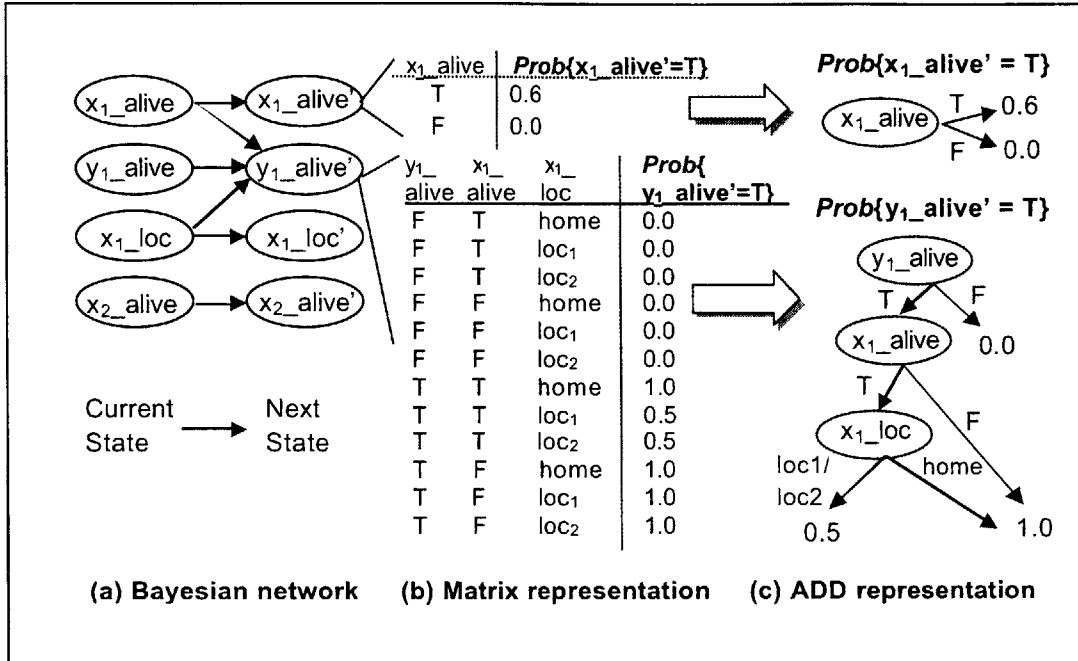 x₁_alive
x₁_alive'
y₁_alive
y₁_alive'
x₁_loc
x₁_loc'
x₂_alive
x₂_alive'
Current State
Next State
x₁_alive Prob{x₁_alive'=T}
T 0.6
F 0.0
y₁_ alive x₁_ alive x₁_ loc Prob{ y₁_alive'=T}
F T home 0.0
F T loc₁ 0.0
F T loc₂ 0.0
F F home 0.0
F F loc₁ 0.0
F F loc₂ 0.0
T T home 1.0
T T loc₁ 0.5
T T loc₂ 0.5
T F home 1.0
T F loc₁ 1.0
T F loc₂ 1.0
Prob{x₁_alive' = T}
x₁_alive
T 0.6
F 0.0
Prob{y₁_alive' = T}
y₁_alive
T F
x₁_alive
0.0
T
F
x₁_loc
loc1/ loc2
home
0.5
1.0
(a) Bayesian network (b) Matrix representation (c) ADD representation